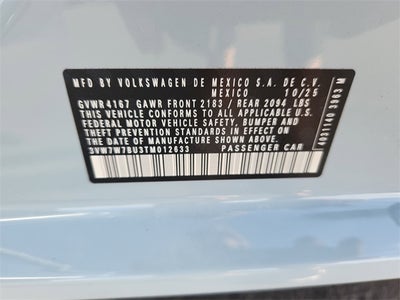 MFD BY VOLKSWAGEN DE MEXICO S.A. DE C.V.
MEXICO 10/25
GVWR 4167 GAWR FRONT 2183 / REAR 2094 LBS
THIS VEHICLE CONFORMS TO ALL APPLICABLE U.S.
FEDERAL MOTOR VEHICLE SAFETY, BUMPER AND
THEFT PREVENTION STANDARDS IN EFFECT ON THE
DATE OF MANUFACTURE SHOWN ABOVE.
3VW7W7BU3TM012633 PASSENGER CAR